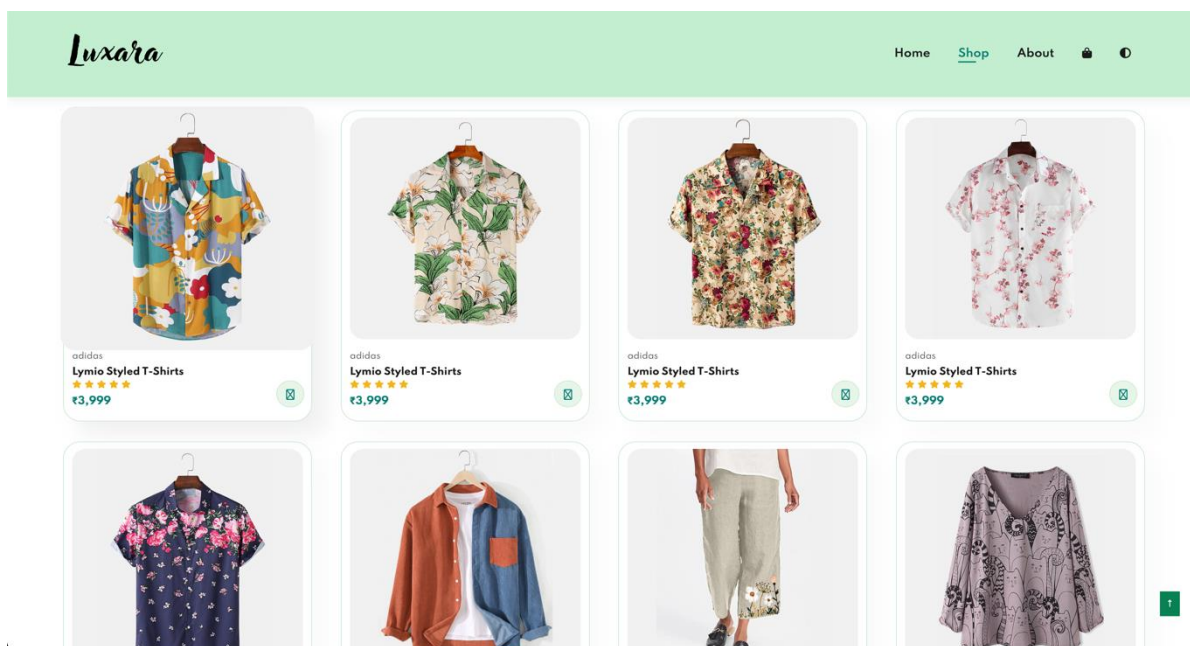 Luxara
Home Shop About
adidas
Lymio Styled T-Shirts
₹3,999
adidas
Lymio Styled T-Shirts
₹3,999
adidas
Lymio Styled T-Shirts
₹3,999
adidas
Lymio Styled T-Shirts
₹3,999
↑